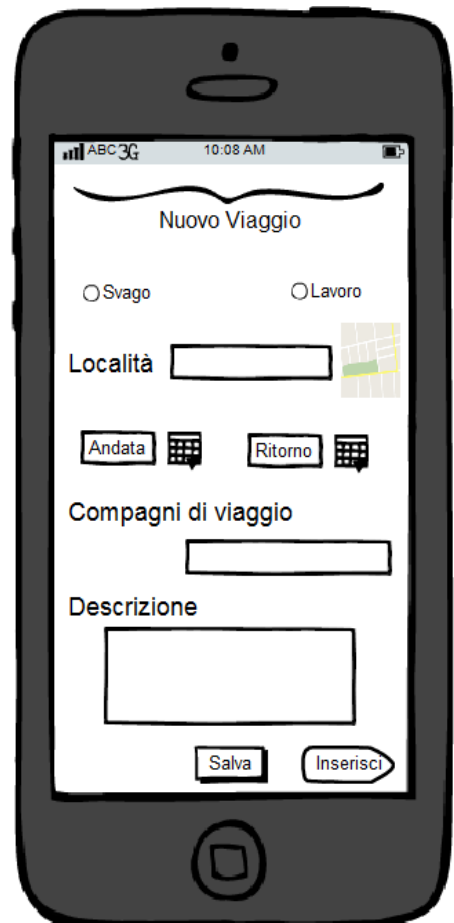 ABC 3G 10:08 AM
Nuovo Viaggio
Svago Lavoro
Località
Andata Ritorno
Compagni di viaggio
Descrizione
Salva Inserisci